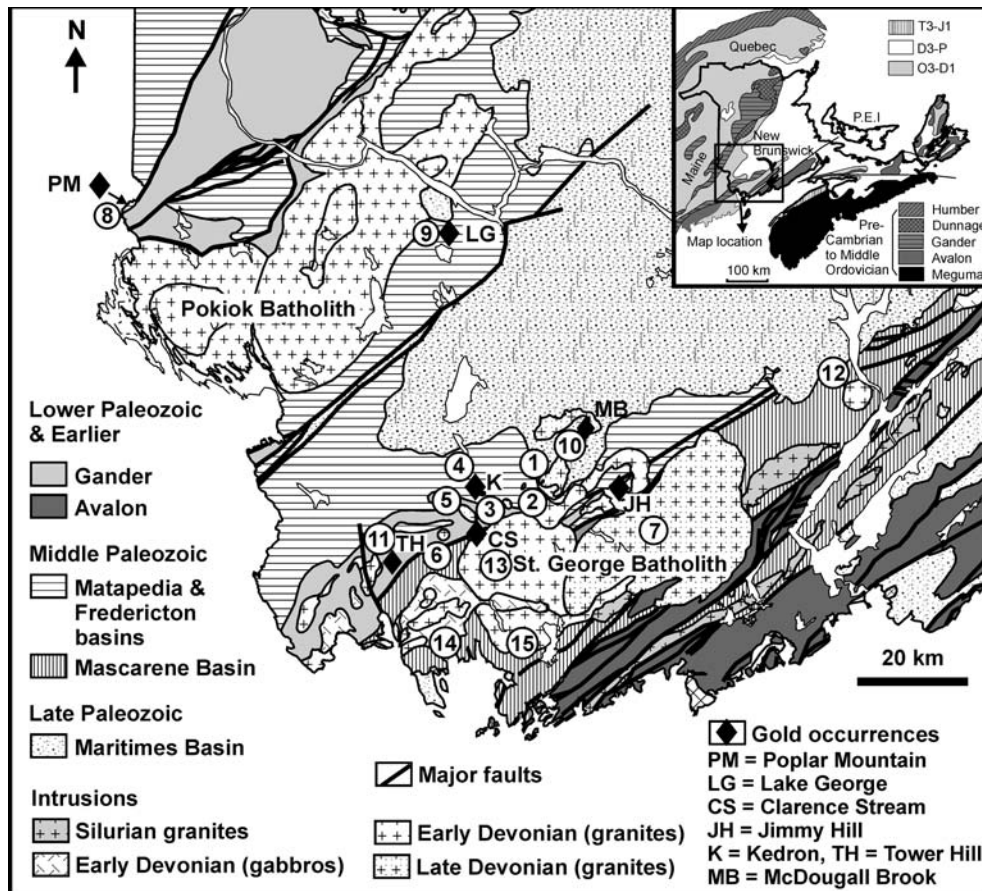 N
PM
8
9
LG
Pokiok Batholith
12
MB
10
1
4
K
5
3
2
JH
7
11
TH
6
CS
13
St. George Batholith
14
15
20 km
Quebec
T3-J1
D3-P
O3-D1
P.E.I
New
Brunswick
Maine
Map location
100 km
Pre-
Cambrian
to Middle
Ordovician
Humber
Dunnage
Gander
Avalon
Meguma
Lower Paleozoic
& Earlier
Gander
Avalon
Middle Paleozoic
Matapedia &
Fredericton
basins
Mascarene Basin
Late Paleozoic
Maritimes Basin
Intrusions
Silurian granites
Early Devonian (gabbros)
Major faults
Early Devonian (granites)
Late Devonian (granites)
Gold occurrences
PM = Poplar Mountain
LG = Lake George
CS = Clarence Stream
JH = Jimmy Hill
K = Kedron, TH = Tower Hill
MB = McDougall Brook